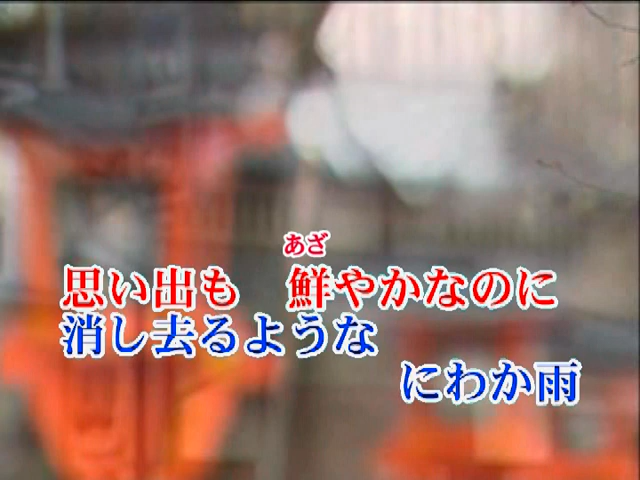 あざ
思い出も　鮮やかなのに
消し去るような
にわか雨